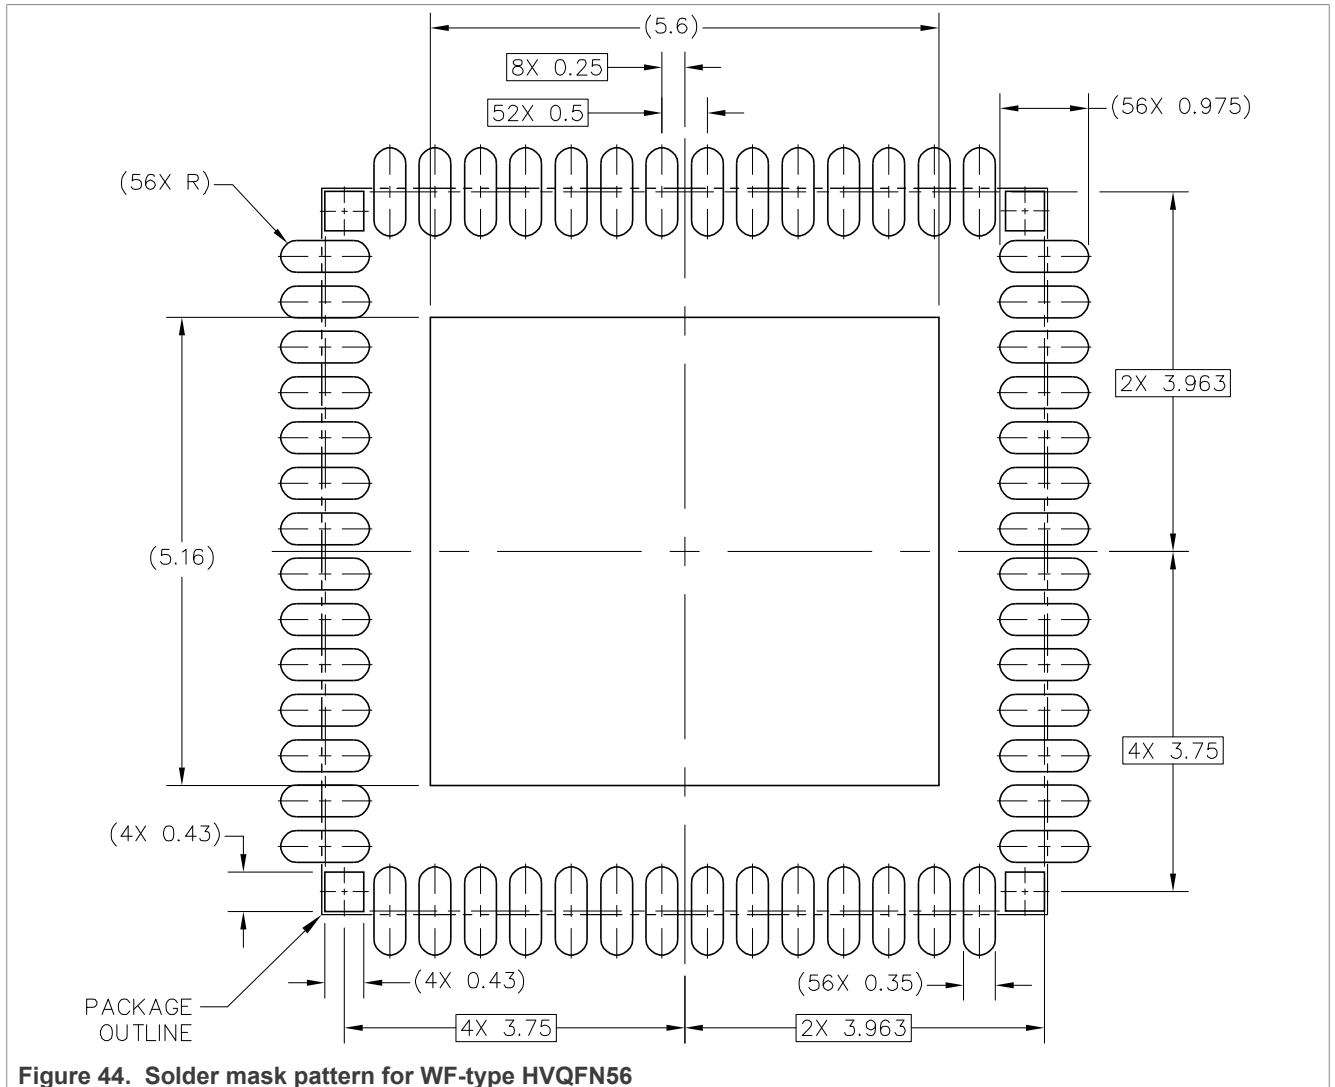 (5.6)
8X 0.25
52X 0.5
(56X 0.975)
(56X R)
2X 3.963
(5.16)
4X 3.75
(4X 0.43)
(4X 0.43)
(56X 0.35)
PACKAGE
OUTLINE
4X 3.75
2X 3.963
Figure 44. Solder mask pattern for WF-type HVQFN56